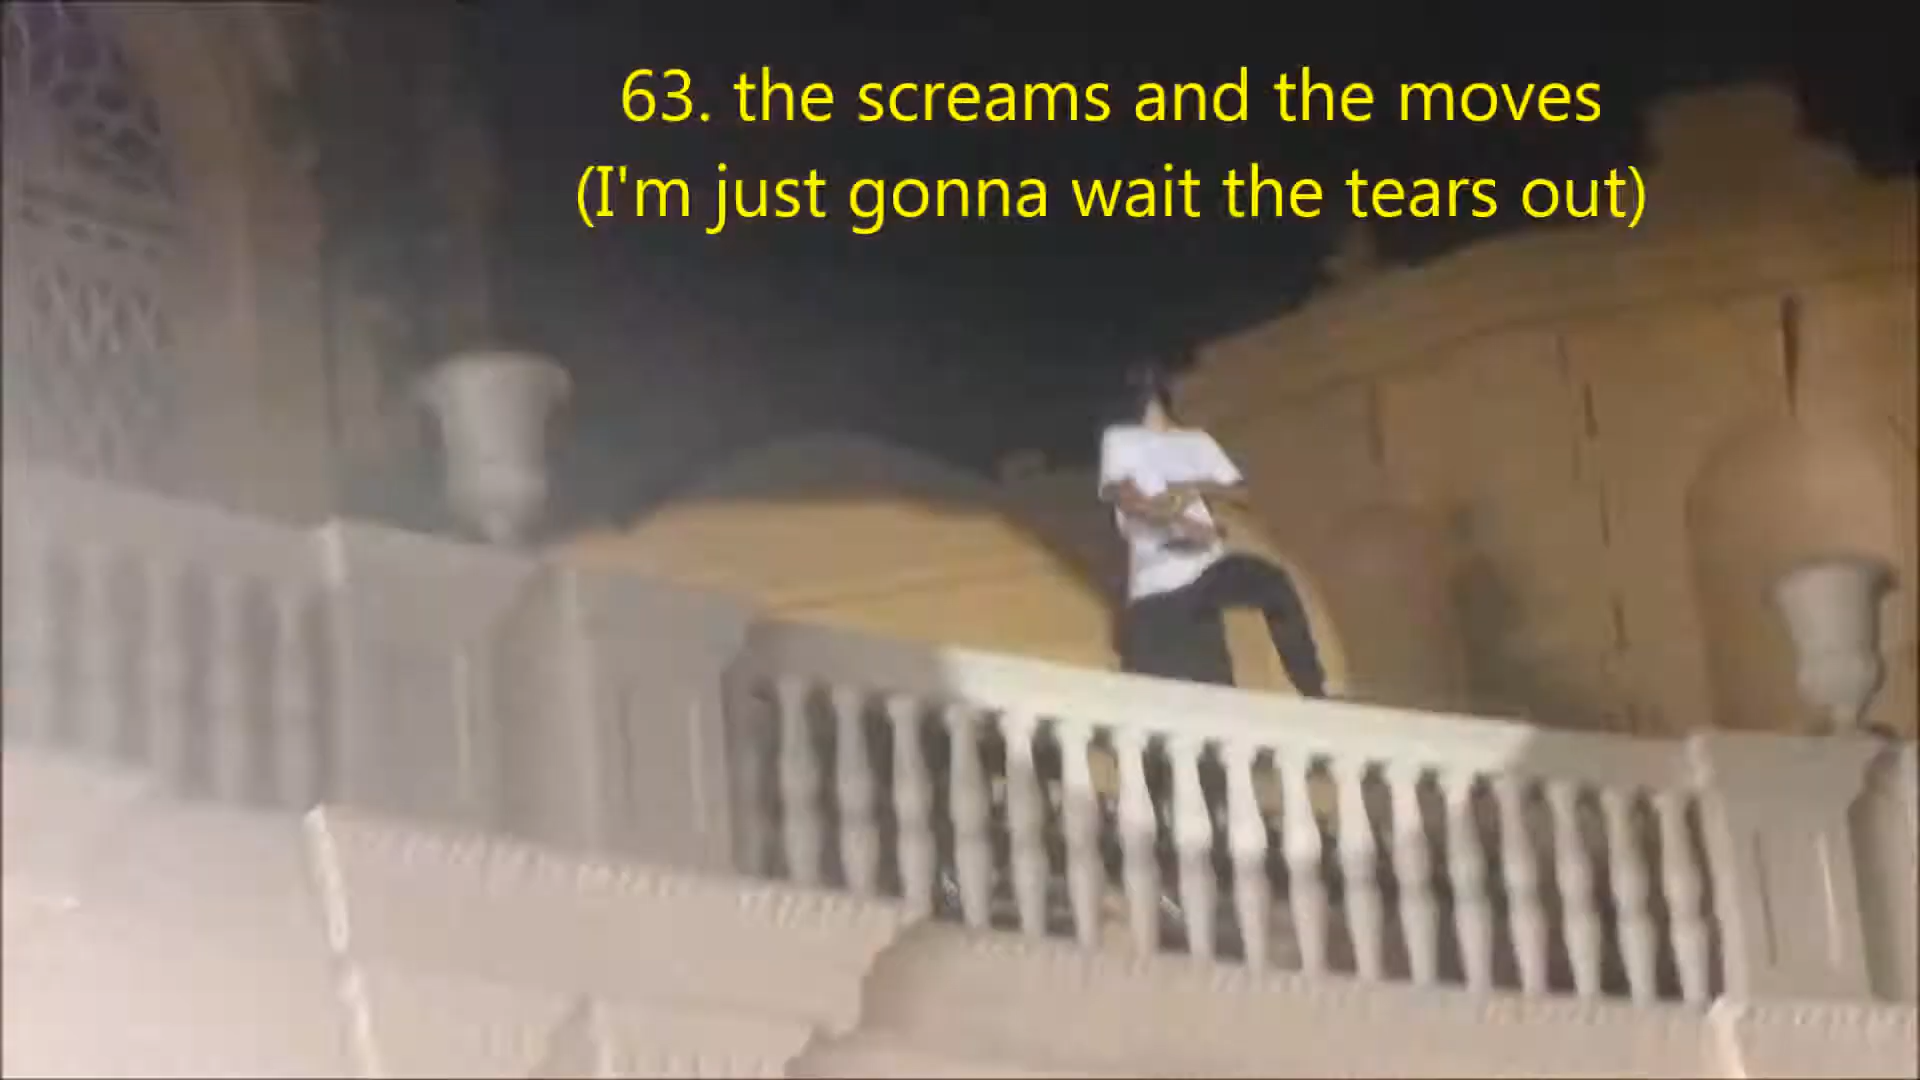 63. the screams and the moves
(I'm just gonna wait the tears out)